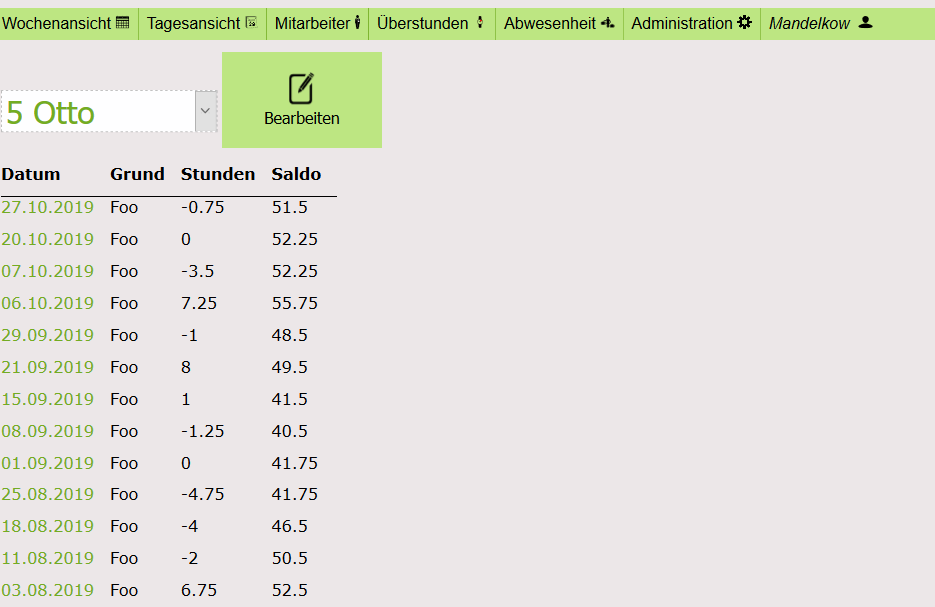 Wochenansicht Tagesansicht Mitarbeiter Überstunden Abwesenheit Administration Mandelkow
5 Otto
Bearbeiten
Datum Grund Stunden Saldo
27.10.2019 Foo -0.75 51.5
20.10.2019 Foo 0 52.25
07.10.2019 Foo -3.5 52.25
06.10.2019 Foo 7.25 55.75
29.09.2019 Foo -1 48.5
21.09.2019 Foo 8 49.5
15.09.2019 Foo 1 41.5
08.09.2019 Foo -1.25 40.5
01.09.2019 Foo 0 41.75
25.08.2019 Foo -4.75 41.75
18.08.2019 Foo -4 46.5
11.08.2019 Foo -2 50.5
03.08.2019 Foo 6.75 52.5